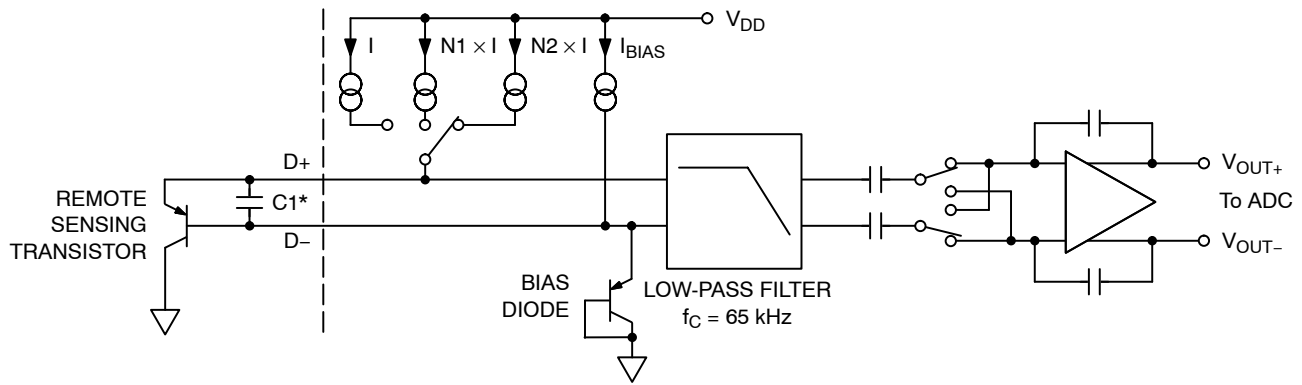 V_DD
I
N1 × I
N2 × I
I_BIAS
D+
REMOTE
SENSING
TRANSISTOR
C1*
D−
BIAS
DIODE
LOW-PASS FILTER
f_C = 65 kHz
V_OUT+
To ADC
V_OUT−